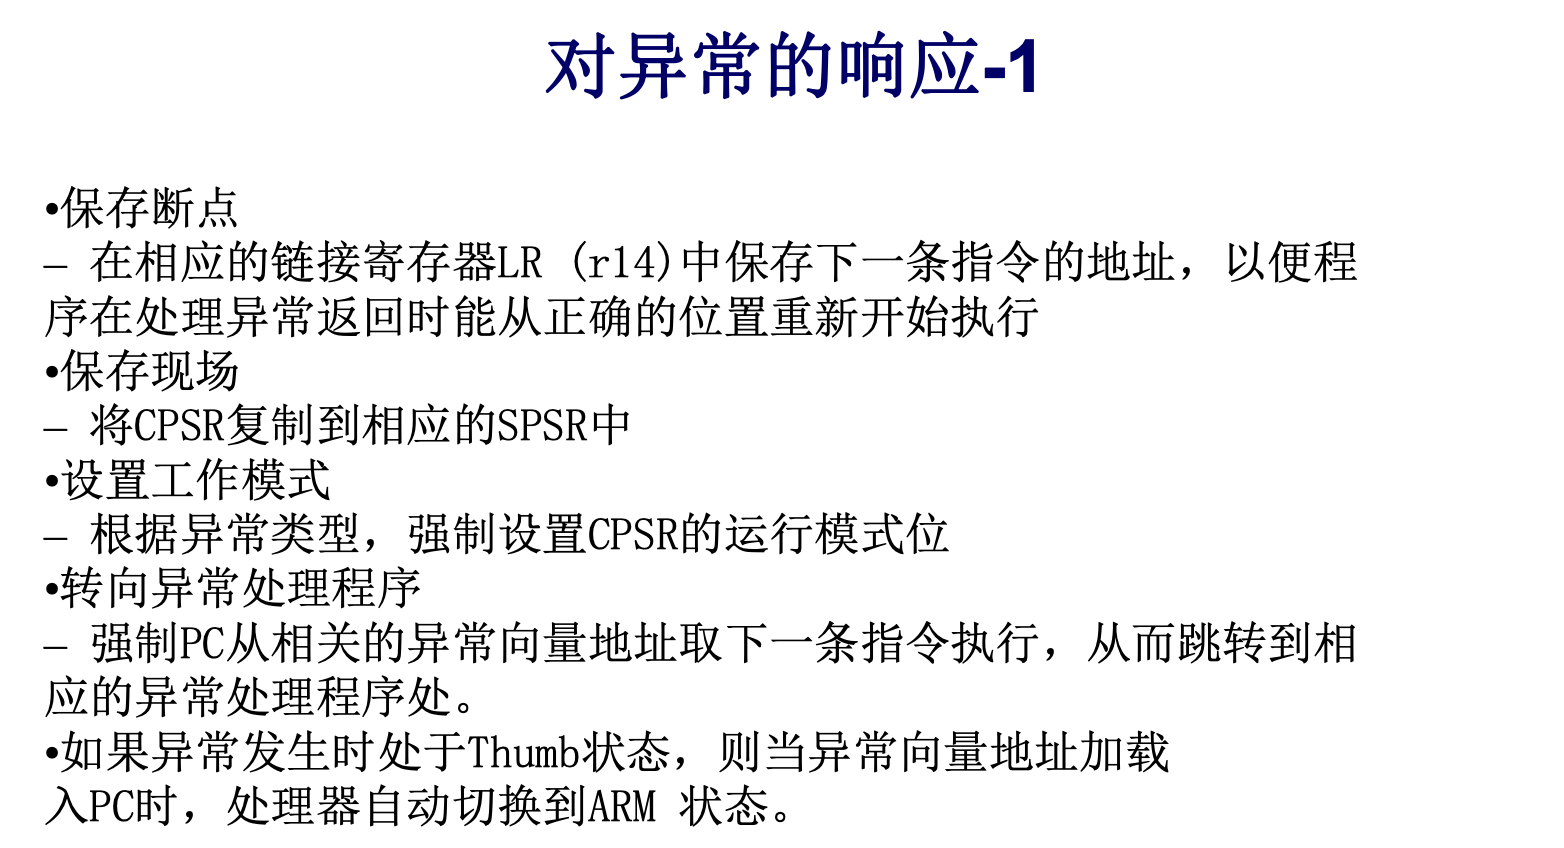 对异常的响应-1
•保存断点
– 在相应的链接寄存器LR (r14)中保存下一条指令的地址，以便程
序在处理异常返回时能从正确的位置重新开始执行
•保存现场
– 将CPSR复制到相应的SPSR中
•设置工作模式
– 根据异常类型，强制设置CPSR的运行模式位
•转向异常处理程序
– 强制PC从相关的异常向量地址取下一条指令执行，从而跳转到相
应的异常处理程序处。
•如果异常发生时处于Thumb状态，则当异常向量地址加载
入PC时，处理器自动切换到ARM 状态。